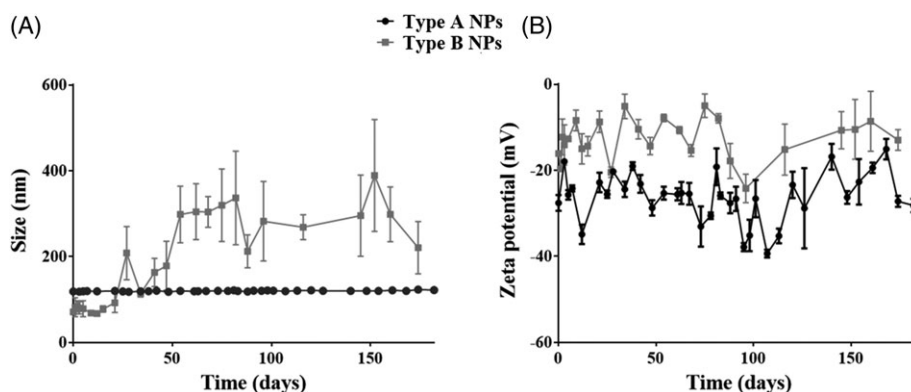 (A)
Type A NPs
Type B NPs
(B)
600
400
200
0
Size (nm)
0
50
100
150
Time (days)
0
-20
-40
-60
Zeta potential (mV)
0
50
100
150
Time (days)